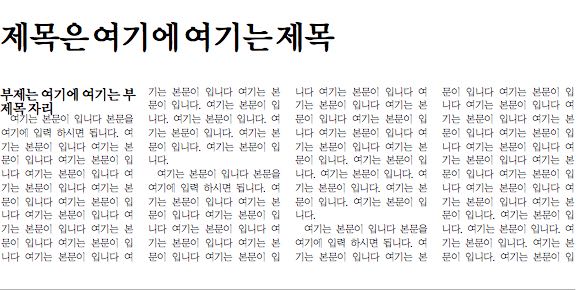 제목은 여기에 여기는 제목
부제는 여기에 여기는 부
제목 자리
여기는 본문이 입니다 본문을
여기에 입력 하시면 됩니다. 여
기는 본문이 입니다 여기는 본
문이 입니다 여기는 본문이 입
니다 여기는 본문이 입니다 여
기는 본문이 입니다 여기는 본
문이 입니다 여기는 본문이 입
니다 여기는 본문이 입니다 여
기는 본문이 입니다 여기는 본
문이 입니다 여기는 본문이 입
니다 여기는 본문이 입니다 여
기는 본문이 입니다 여기는 본
문이 입니다. 여기는 본문이 입
니다. 여기는 본문이 입니다. 여
기는 본문이 입니다. 여기는 본
문이 입니다. 여기는 본문이 입
니다.
여기는 본문이 입니다 본문을
여기에 입력 하시면 됩니다. 여
기는 본문이 입니다 여기는 본
문이 입니다 여기는 본문이 입
니다 여기는 본문이 입니다 여
기는 본문이 입니다 여기는 본
문이 입니다 여기는 본문이 입
니다 여기는 본문이 입니다 여
기는 본문이 입니다. 여기는 본
문이 입니다. 여기는 본문이 입
니다. 여기는 본문이 입니다. 여
기는 본문이 입니다. 여기는 본
문이 입니다. 여기는 본문이 입
니다. 여기는 본문이 입니다. 여
기는 본문이 입니다. 여기는 본
문이 입니다. 여기는 본문이 입
니다.
여기는 본문이 입니다 본문을
여기에 입력 하시면 됩니다. 여
기는 본문이 입니다 여기는 본
문이 입니다 여기는 본문이 입
니다 여기는 본문이 입니다 여
기는 본문이 입니다 여기는 본
문이 입니다 여기는 본문이 입
니다 여기는 본문이 입니다 여
기는 본문이 입니다. 여기는 본
문이 입니다. 여기는 본문이 입
니다. 여기는 본문이 입니다. 여
기는 본문이 입니다. 여기는 본
문이 입니다. 여기는 본문이 입
니다. 여기는 본문이 입니다. 여